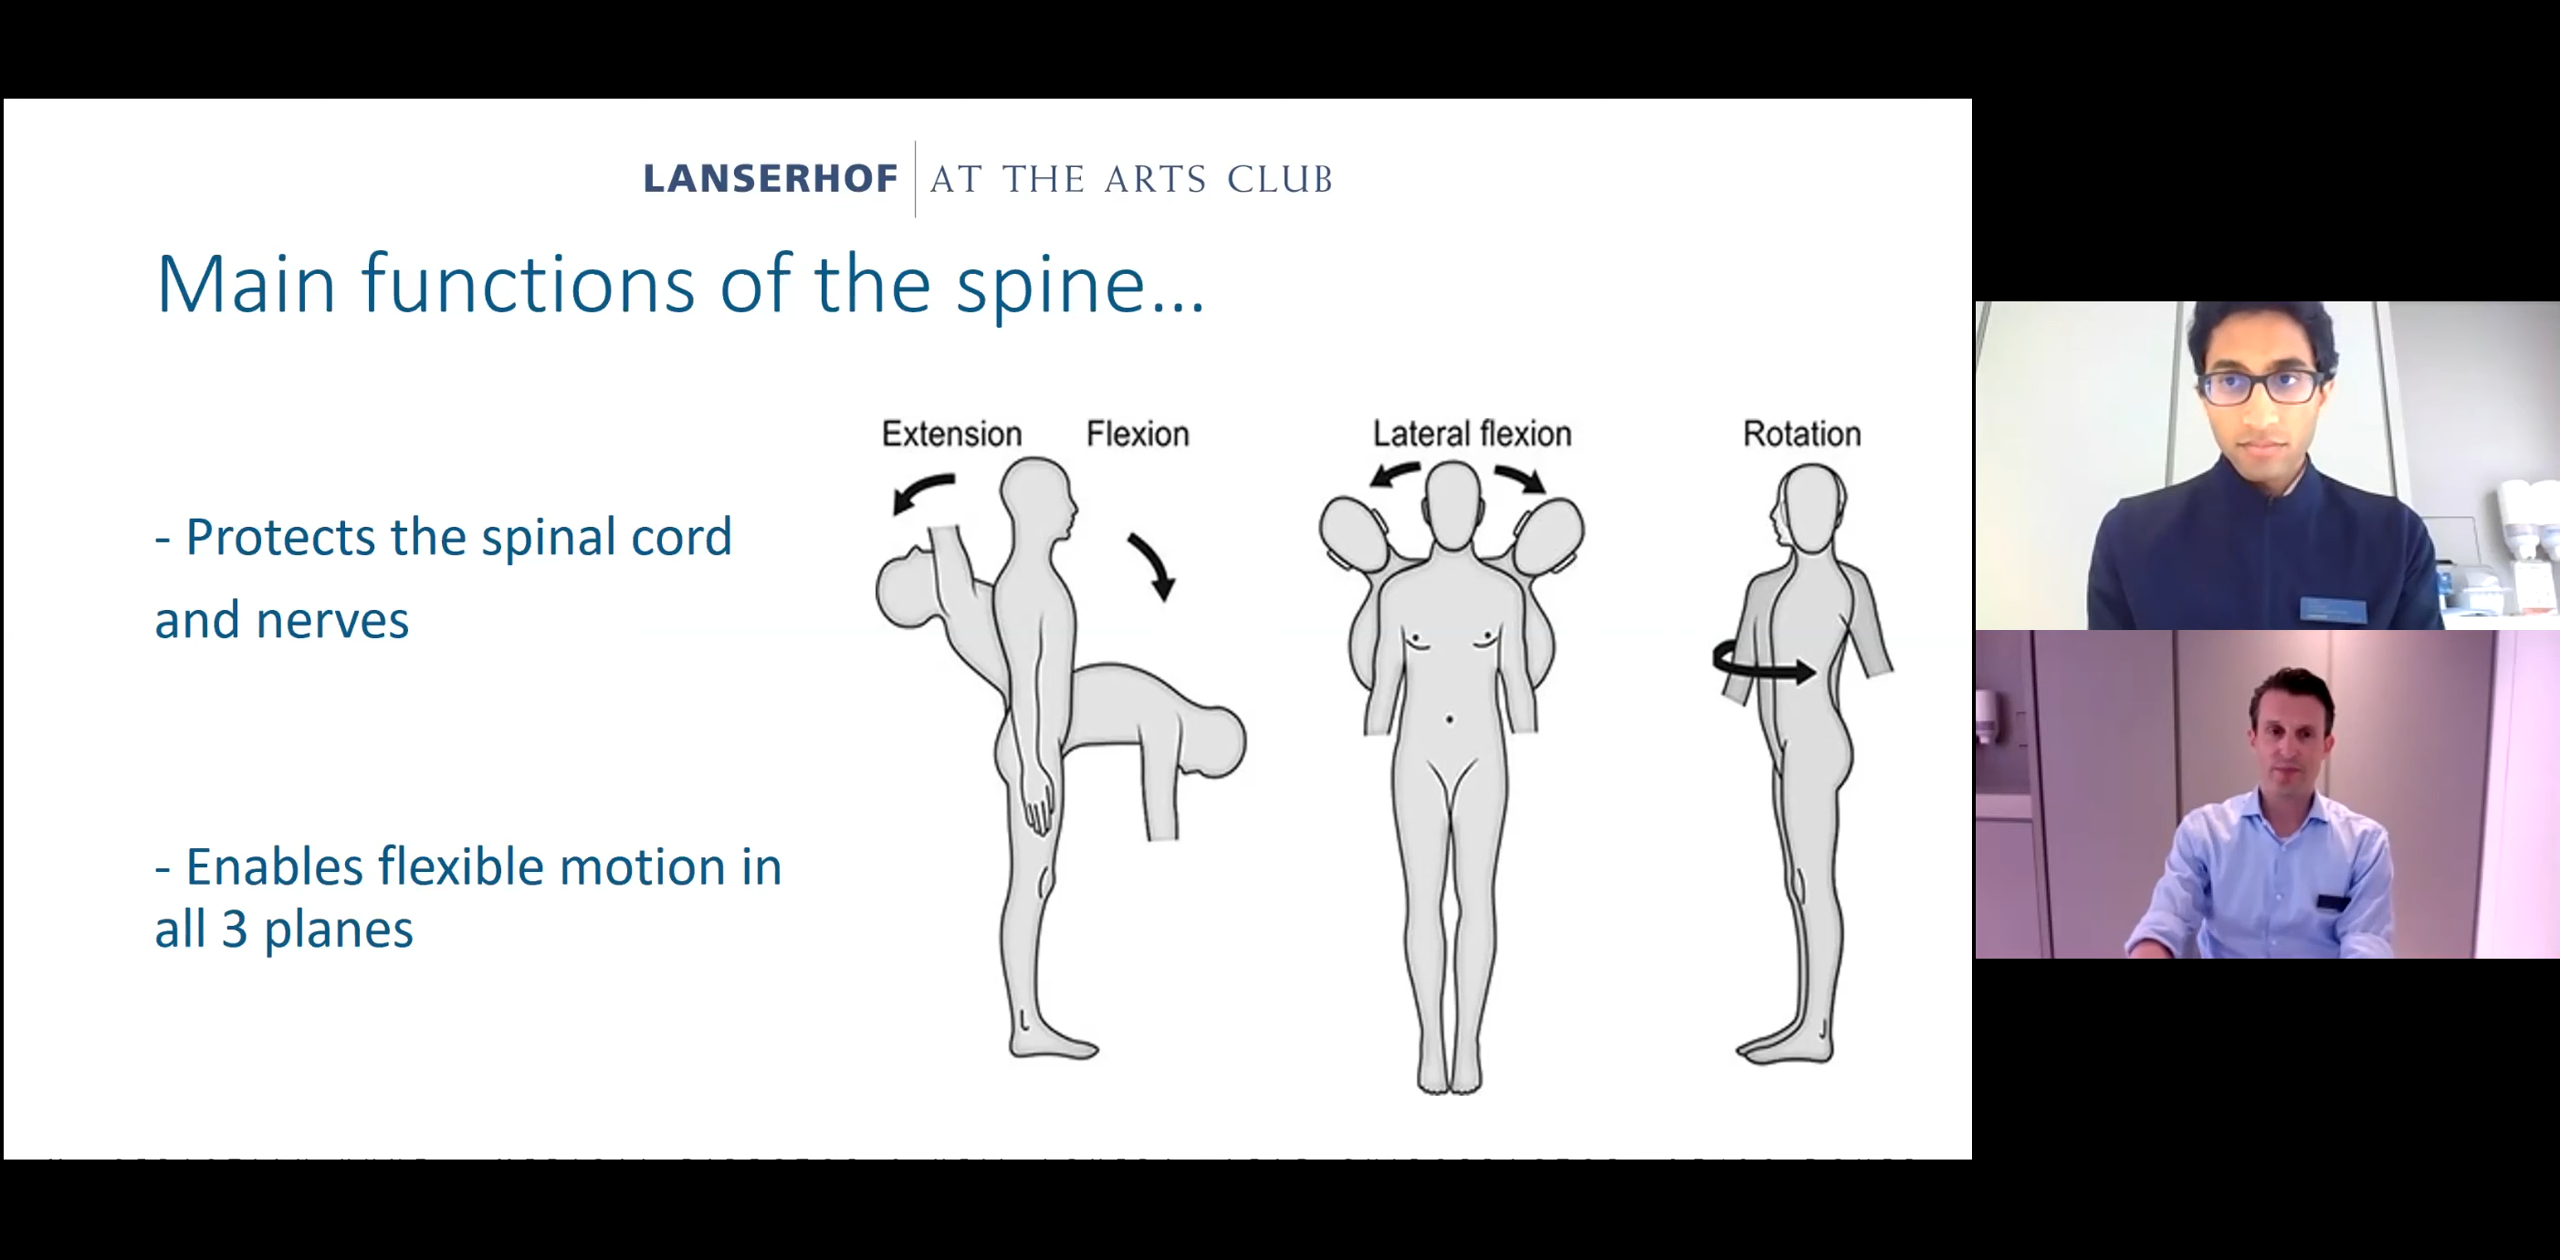 LANSERHOF AT THE ARTS CLUB
Main functions of the spine...
- Protects the spinal cord
and nerves
- Enables flexible motion in
all 3 planes
Extension Flexion Lateral flexion Rotation